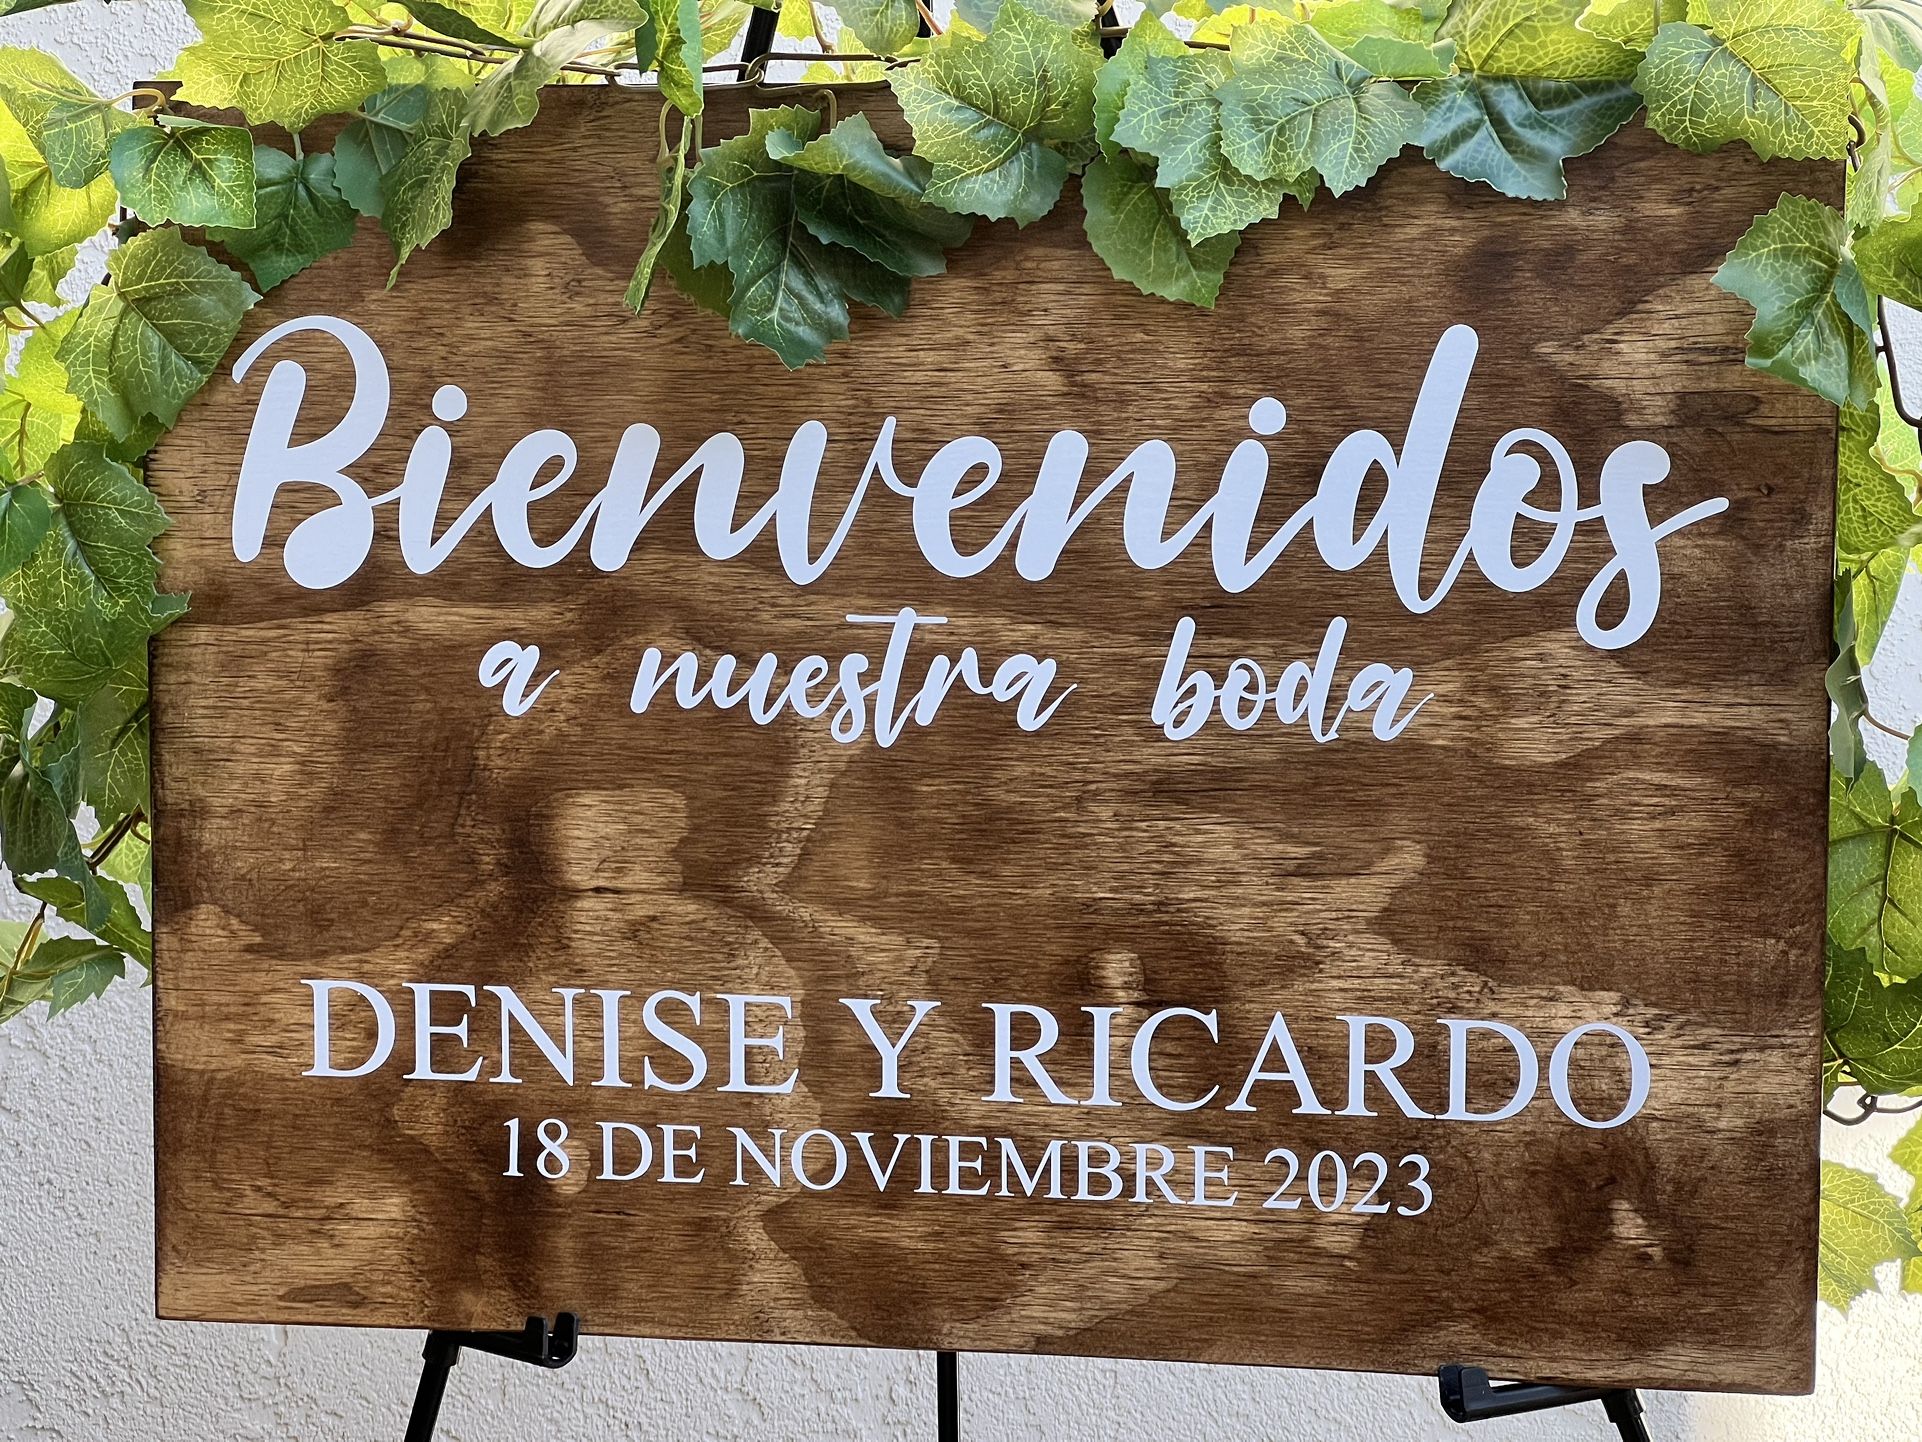 Bienvenidos
a nuestra boda
DENISE Y RICARDO
18 DE NOVIEMBRE 2023